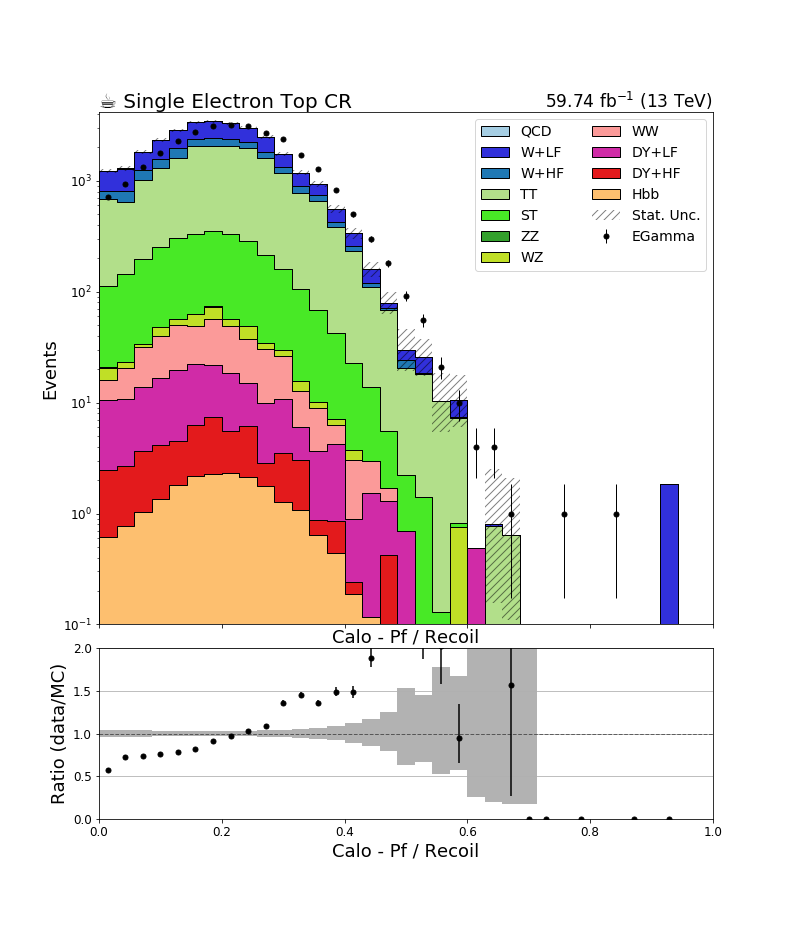 ☕ Single Electron Top CR
59.74 fb⁻¹ (13 TeV)
QCD
W+LF
W+HF
TT
ST
ZZ
WZ
WW
DY+LF
DY+HF
Hbb
Stat. Unc.
EGamma
Events
10³
10²
10¹
10⁰
10⁻¹
Calo - Pf / Recoil
Ratio (data/MC)
2.0
1.5
1.0
0.5
0.0
0.0 0.2 0.4 0.6 0.8 1.0
Calo - Pf / Recoil